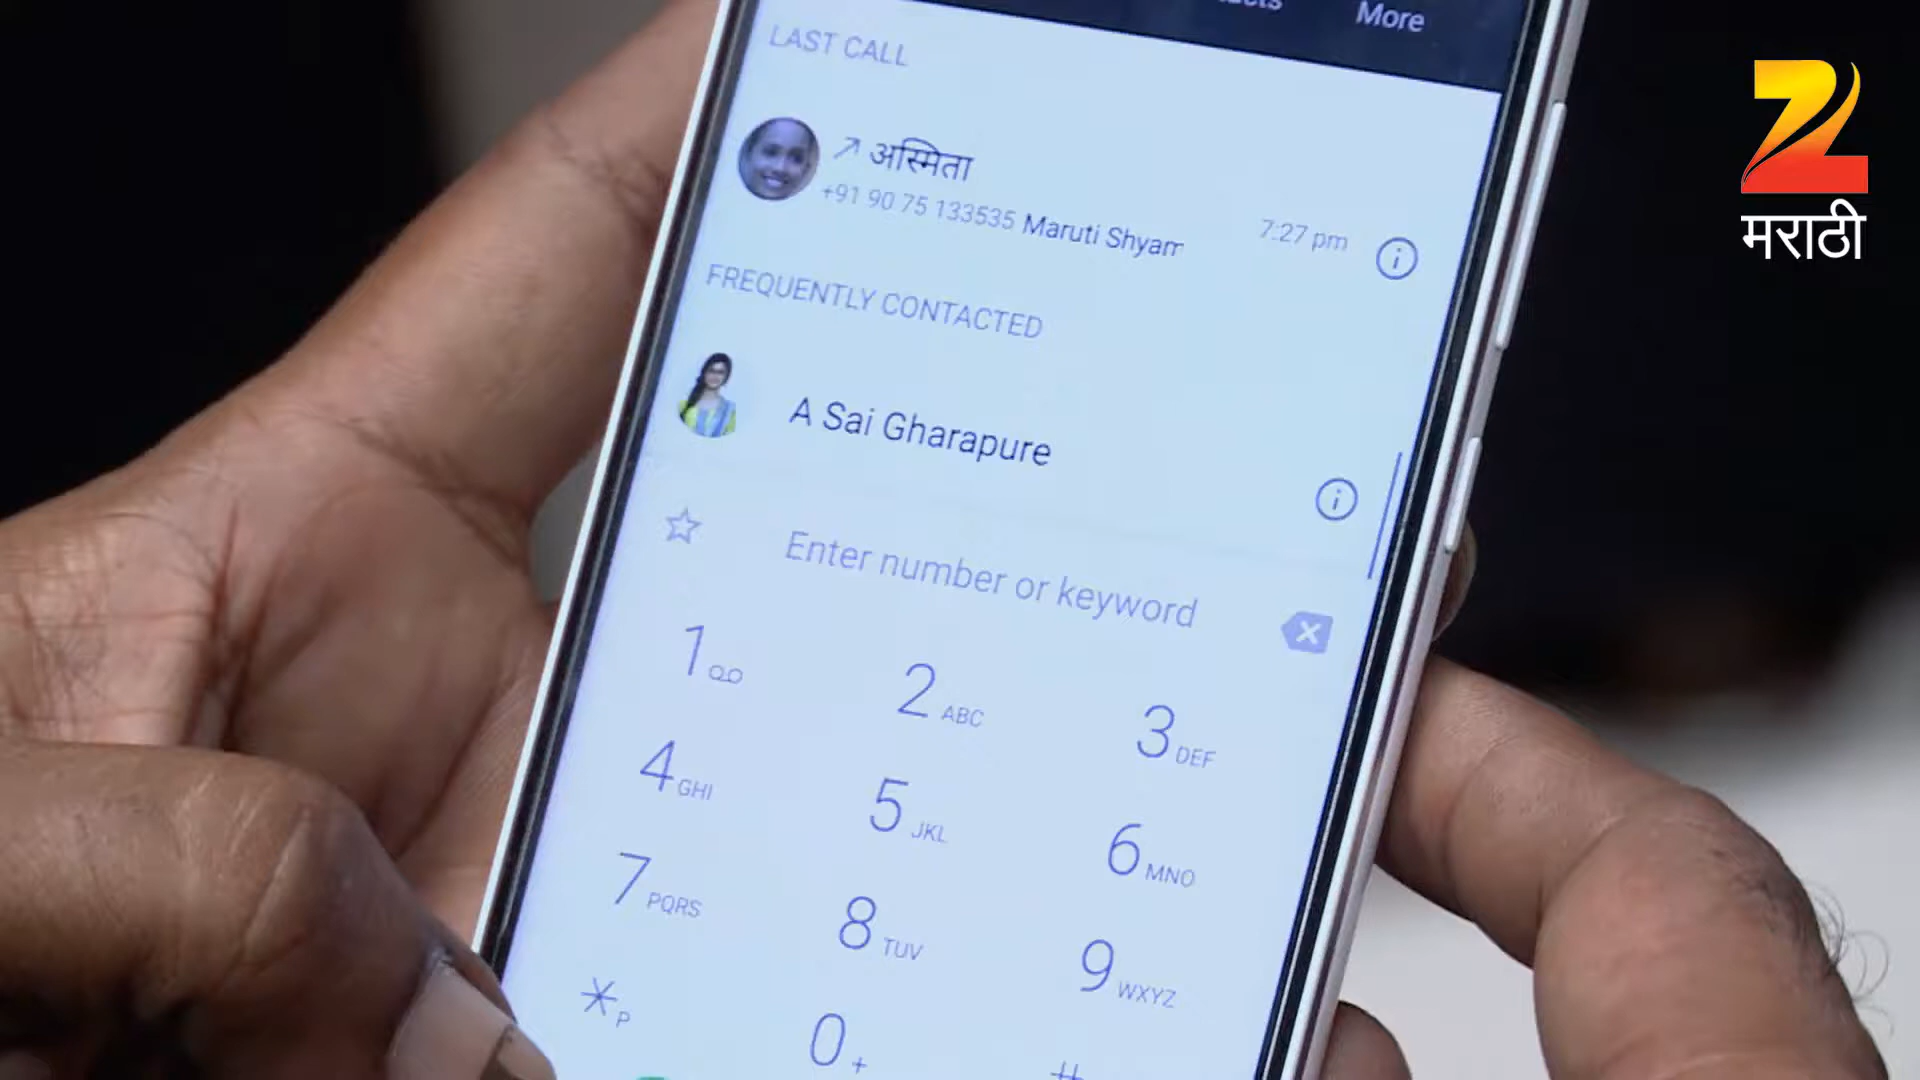 More
LAST CALL
अस्मिता
+91 90 75 133535 Maruti Shyam
7:27 pm
FREQUENTLY CONTACTED
A Sai Gharapure
Enter number or keyword
1
2 ABC
3 DEF
4 GHI
5 JKL
6 MNO
7 PQRS
8 TUV
9 WXYZ
* P
0 +
#
मराठी